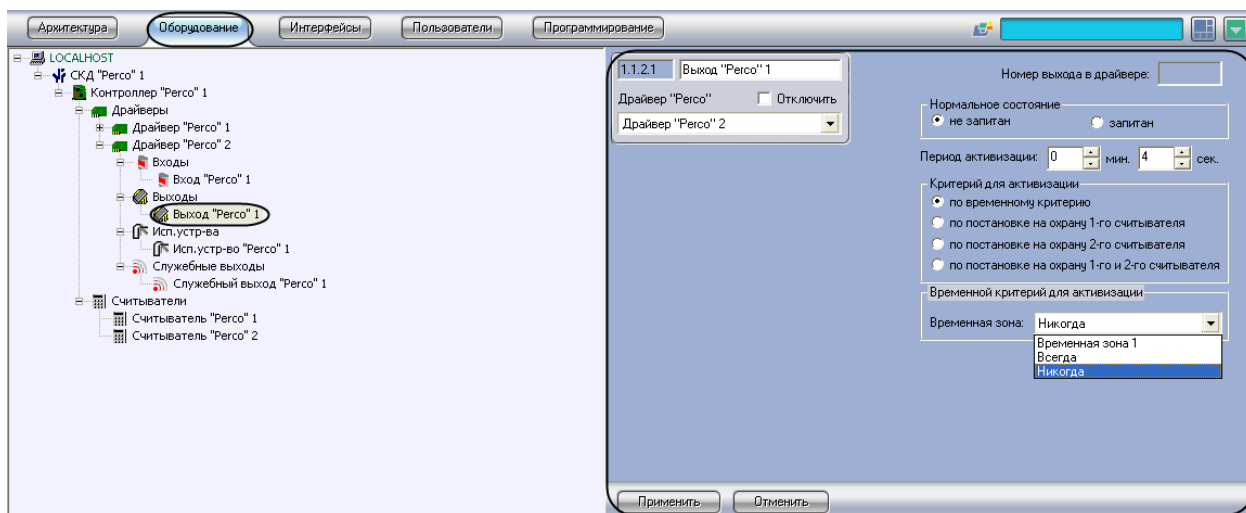 Архитектура Оборудование Интерфейсы Пользователи Программирование
LOCALHOST
СКД "Perco" 1
Контроллер "Perco" 1
Драйверы
Драйвер "Perco" 1
Драйвер "Perco" 2
Входы
Вход "Perco" 1
Выходы
Выход "Perco" 1
Исп.устр-ва
Исп.устр-во "Perco" 1
Служебные выходы
Служебный выход "Perco" 1
Считыватели
Считыватель "Perco" 1
Считыватель "Perco" 2
1.1.2.1 Выход "Perco" 1
Драйвер "Perco" Отключить
Драйвер "Perco" 2
Номер выхода в драйвере:
Нормальное состояние
не запитан запитан
Период активизации: 0 мин. 4 сек.
Критерий для активизации
по временному критерию
по постановке на охрану 1-го считывателя
по постановке на охрану 2-го считывателя
по постановке на охрану 1-го и 2-го считывателя
Временной критерий для активизации
Временная зона: Никогда
Временная зона 1
Всегда
Никогда
Применить Отменить